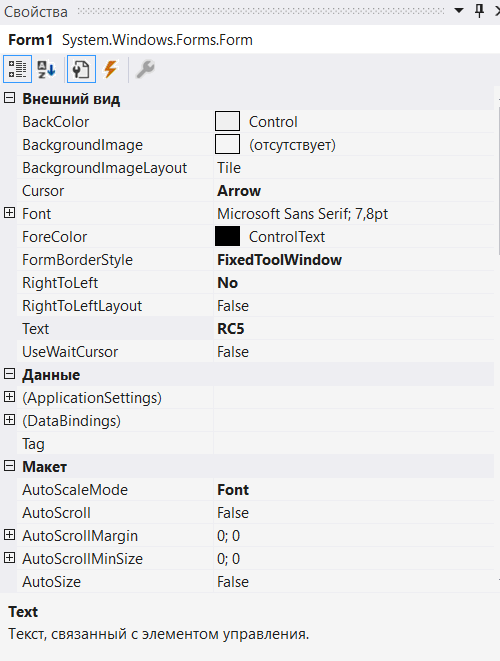 Свойства
Form1 System.Windows.Forms.Form
Внешний вид
BackColor Control
BackgroundImage (отсутствует)
BackgroundImageLayout Tile
Cursor Arrow
Font Microsoft Sans Serif; 7,8pt
ForeColor ControlText
FormBorderStyle FixedToolWindow
RightToLeft No
RightToLeftLayout False
Text RC5
UseWaitCursor False
Данные
(ApplicationSettings)
(DataBindings)
Tag
Макет
AutoScaleMode Font
AutoScroll False
AutoScrollMargin 0; 0
AutoScrollMinSize 0; 0
AutoSize False
Text
Текст, связанный с элементом управления.